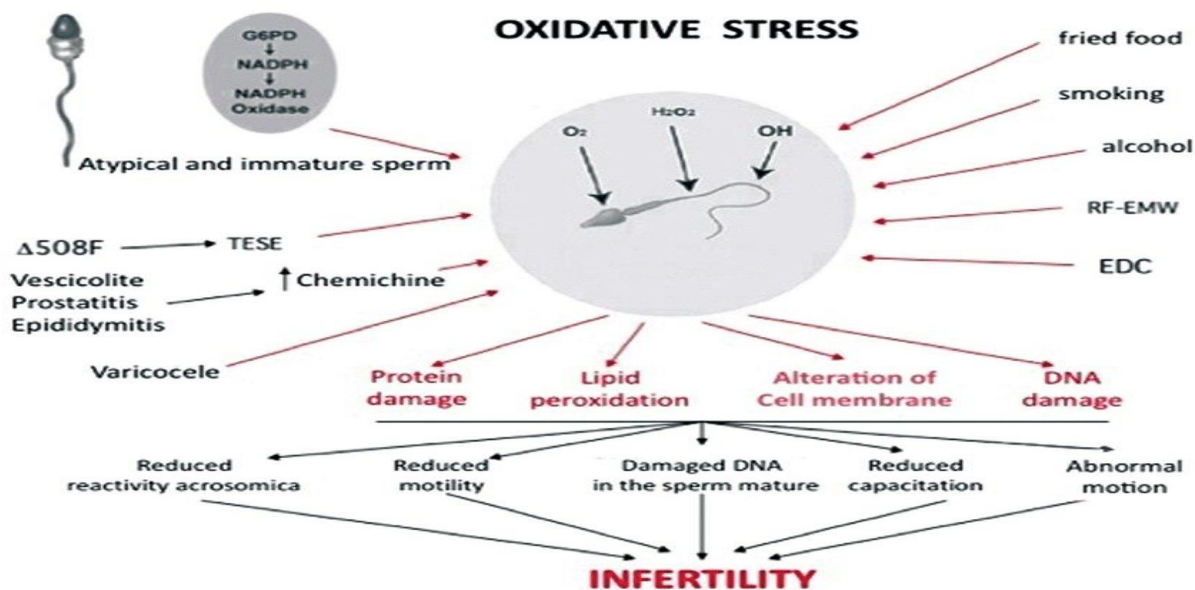 OXIDATIVE STRESS
G6PD
NADPH
NADPH
Oxidase
Atypical and immature sperm
O₂
H₂O₂
OH
fried food
smoking
alcohol
RF-EMW
EDC
Δ508F
TESE
Vescicolite
Prostatitis
Epididymitis
Chemichine
Varicocele
Protein
damage
Lipid
peroxidation
Alteration of
Cell membrane
DNA
damage
Reduced
reactivity acrosomica
Reduced
motility
Damaged DNA
in the sperm mature
Reduced
capacitation
Abnormal
motion
INFERTILITY